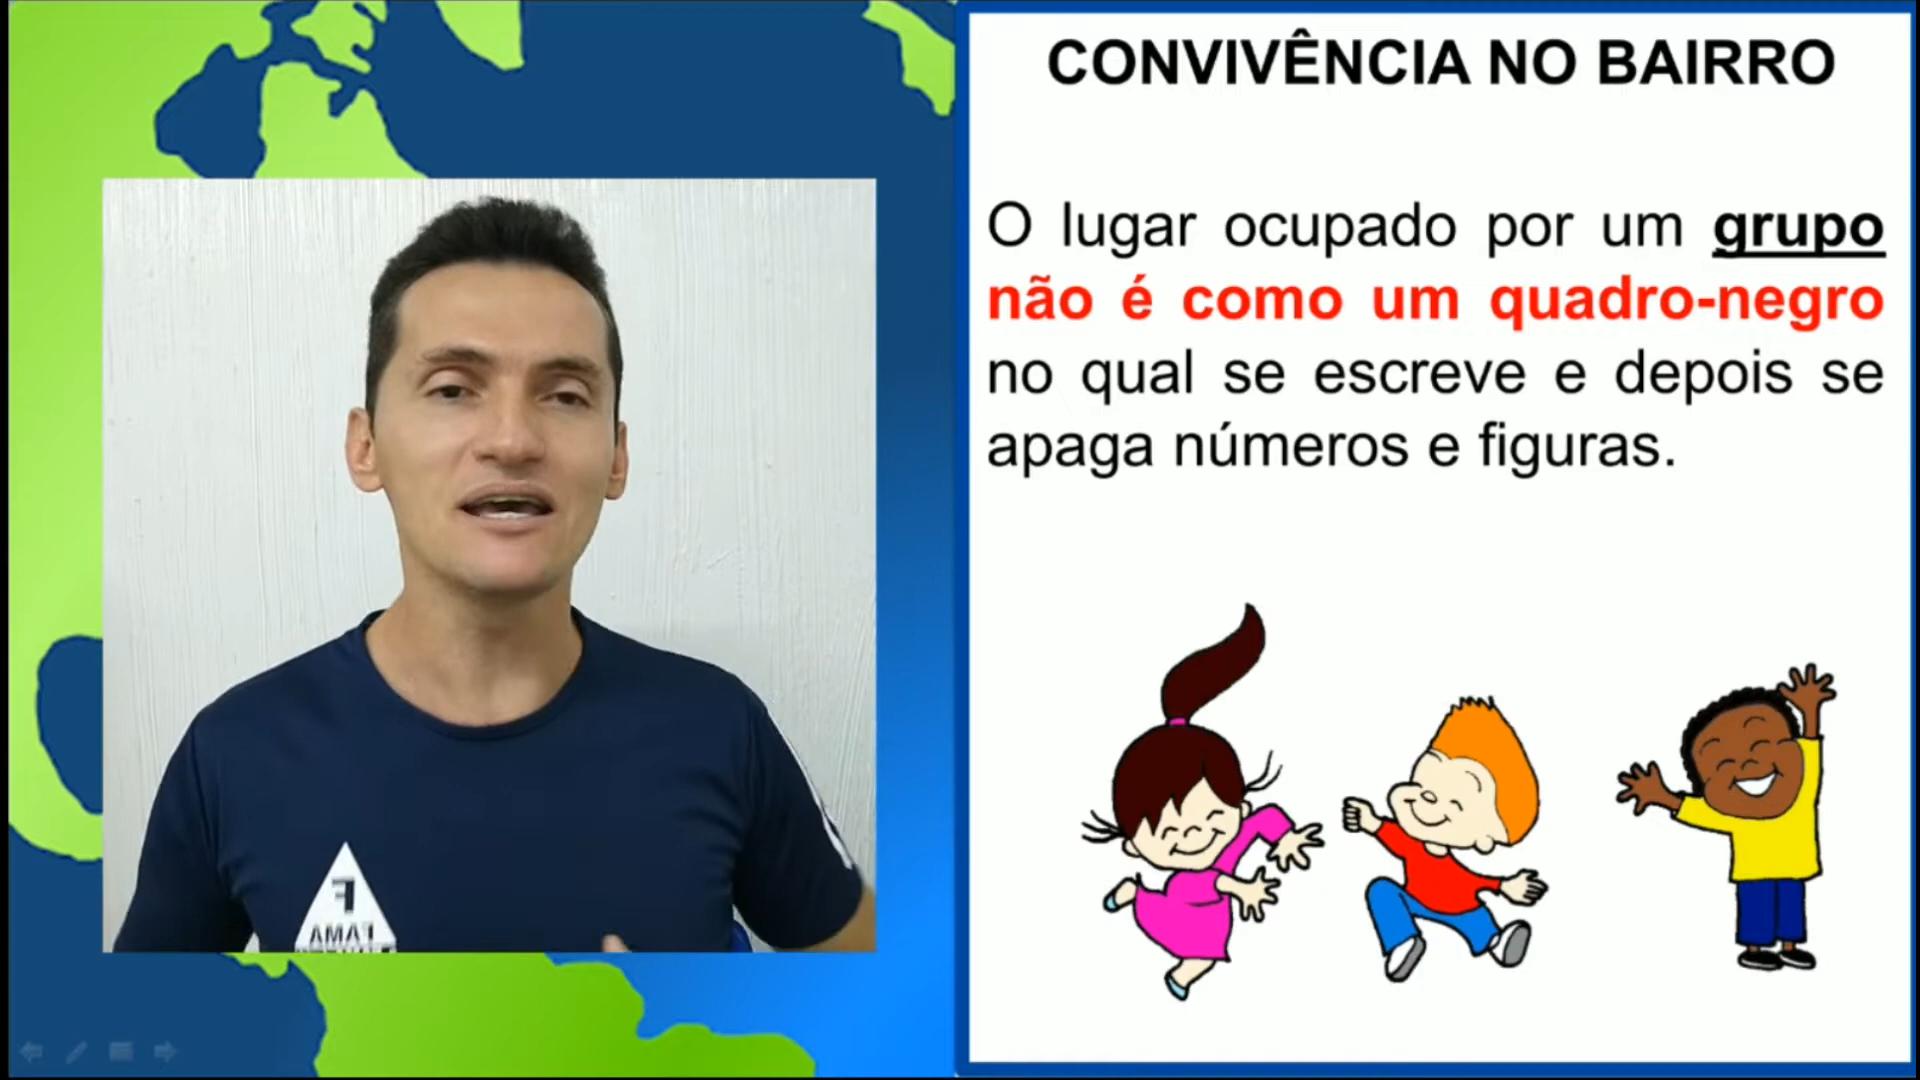 CONVIVÊNCIA NO BAIRRO
O lugar ocupado por um grupo
não é como um quadro-negro
no qual se escreve e depois se
apaga números e figuras.
F
FAMA